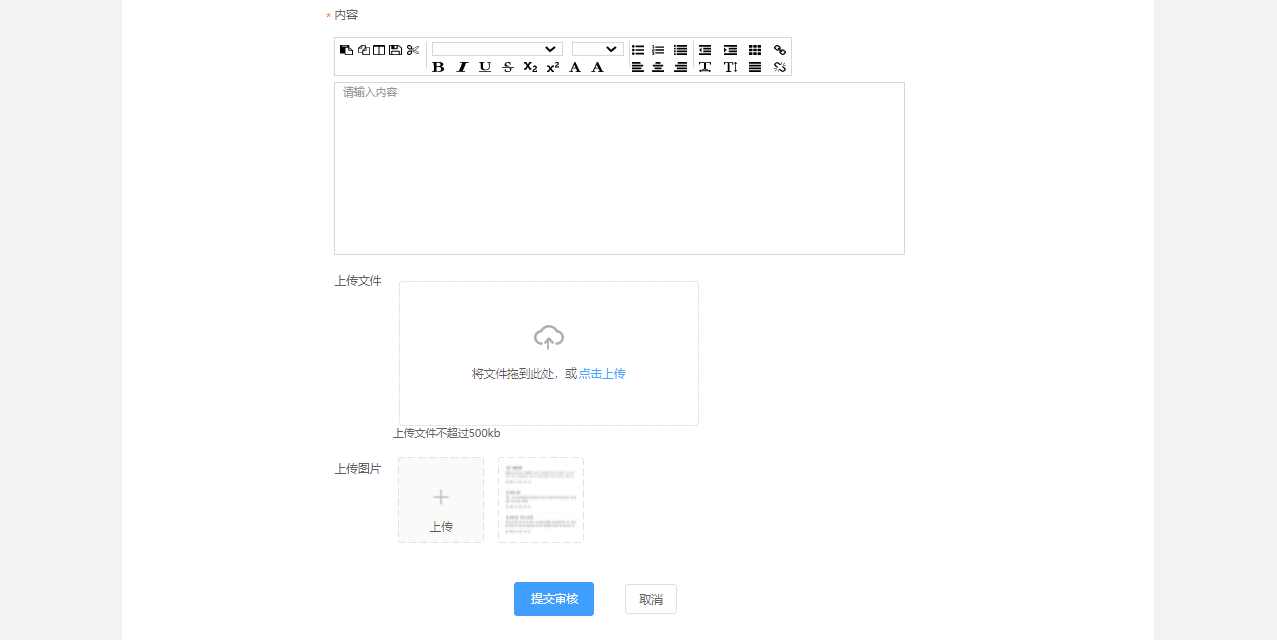 * 内容
B I U S X₂ X² A A
请输入内容
上传文件
将文件拖到此处，或点击上传
上传文件不超过500kb
上传图片
上传
提交审核 取消